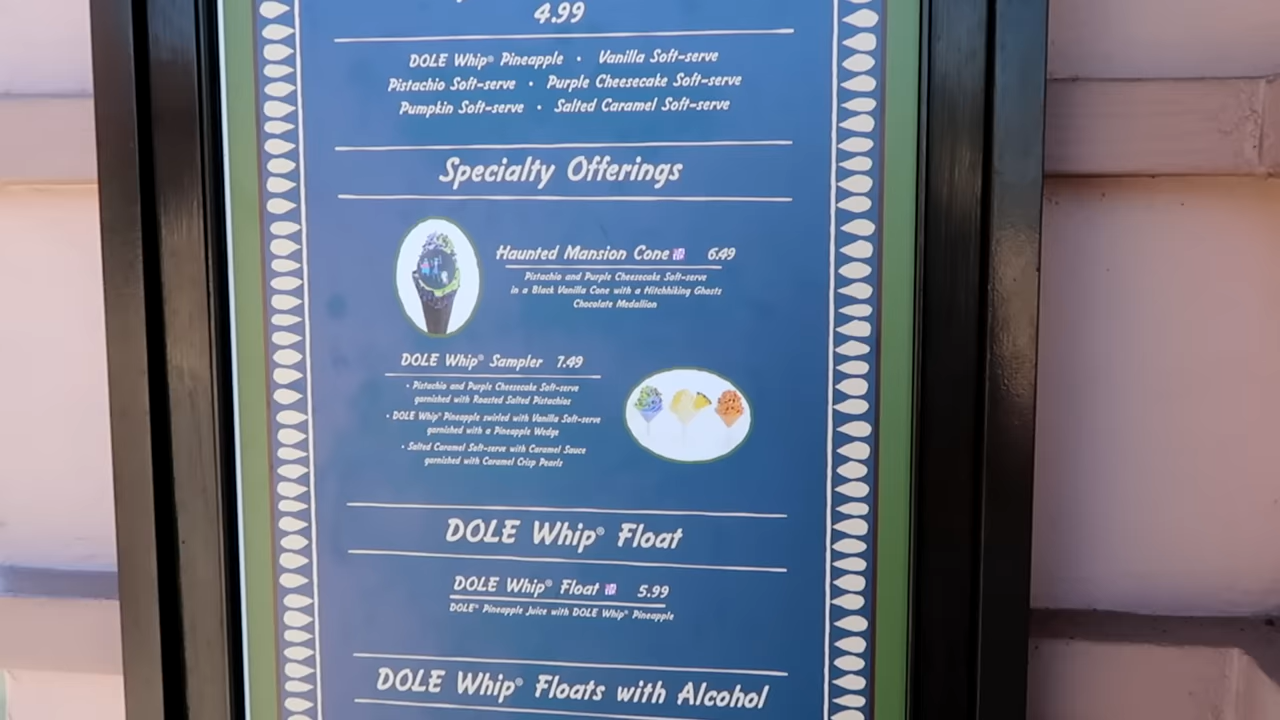 4.99
DOLE Whip® Pineapple • Vanilla Soft-serve
Pistachio Soft-serve • Purple Cheesecake Soft-serve
Pumpkin Soft-serve • Salted Caramel Soft-serve
Specialty Offerings
Haunted Mansion Cone 6.49
Pistachio and Purple Cheesecake Soft-serve
in a Black Vanilla Cone with a Hitchhiking Ghosts
Chocolate Medallion
DOLE Whip® Sampler 7.49
• Pistachio and Purple Cheesecake Soft-serve
garnished with Roasted Salted Pistachios
• DOLE Whip® Pineapple swirled with Vanilla Soft-serve
garnished with a Pineapple Wedge
• Salted Caramel Soft-serve with Caramel Sauce
garnished with Caramel Crisp Pearls
DOLE Whip® Float
DOLE Whip® Float 5.99
DOLE® Pineapple Juice with DOLE Whip® Pineapple
DOLE Whip® Floats with Alcohol